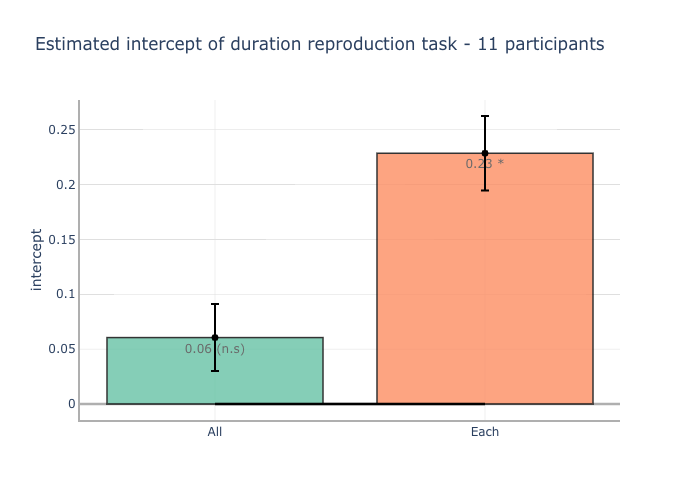 Estimated intercept of duration reproduction task - 11 participants
0.25
0.2
0.15
0.1
0.05
0
intercept
0.06 (n.s)
0.23 *
All
Each